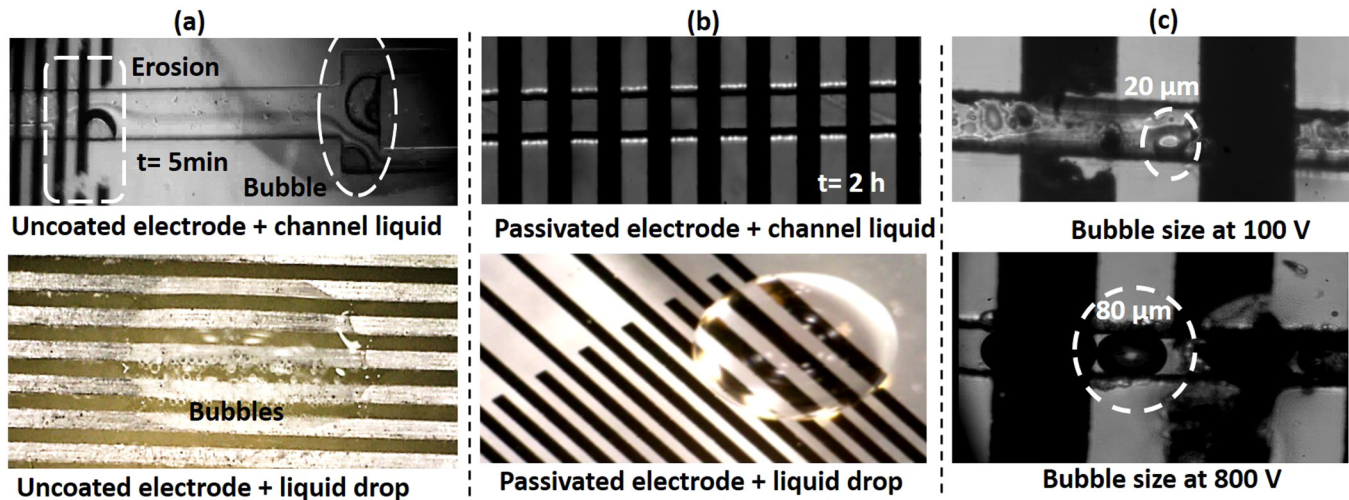 (a)
Erosion
t= 5min
Bubble
Uncoated electrode + channel liquid
Bubbles
Uncoated electrode + liquid drop
(b)
t= 2 h
Passivated electrode + channel liquid
Passivated electrode + liquid drop
(c)
20 µm
Bubble size at 100 V
80 µm
Bubble size at 800 V